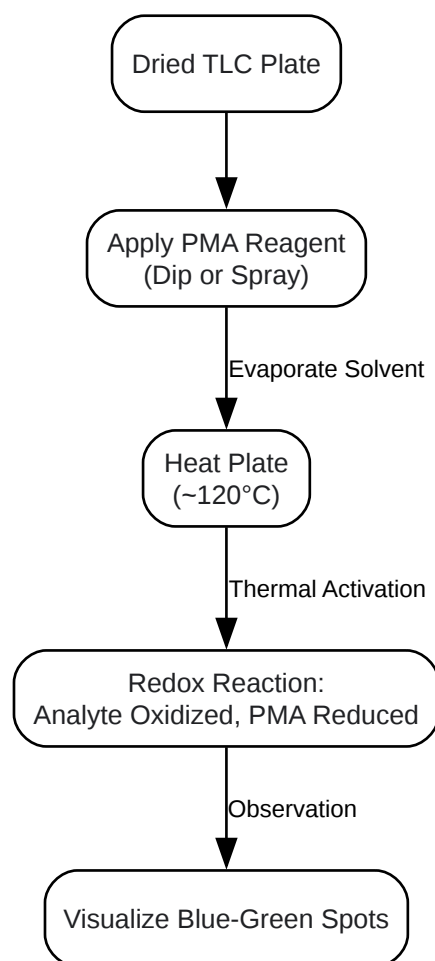 Dried TLC Plate
Apply PMA Reagent
(Dip or Spray)
Evaporate Solvent
Heat Plate
(~120°C)
Thermal Activation
Redox Reaction:
Analyte Oxidized, PMA Reduced
Observation
Visualize Blue-Green Spots